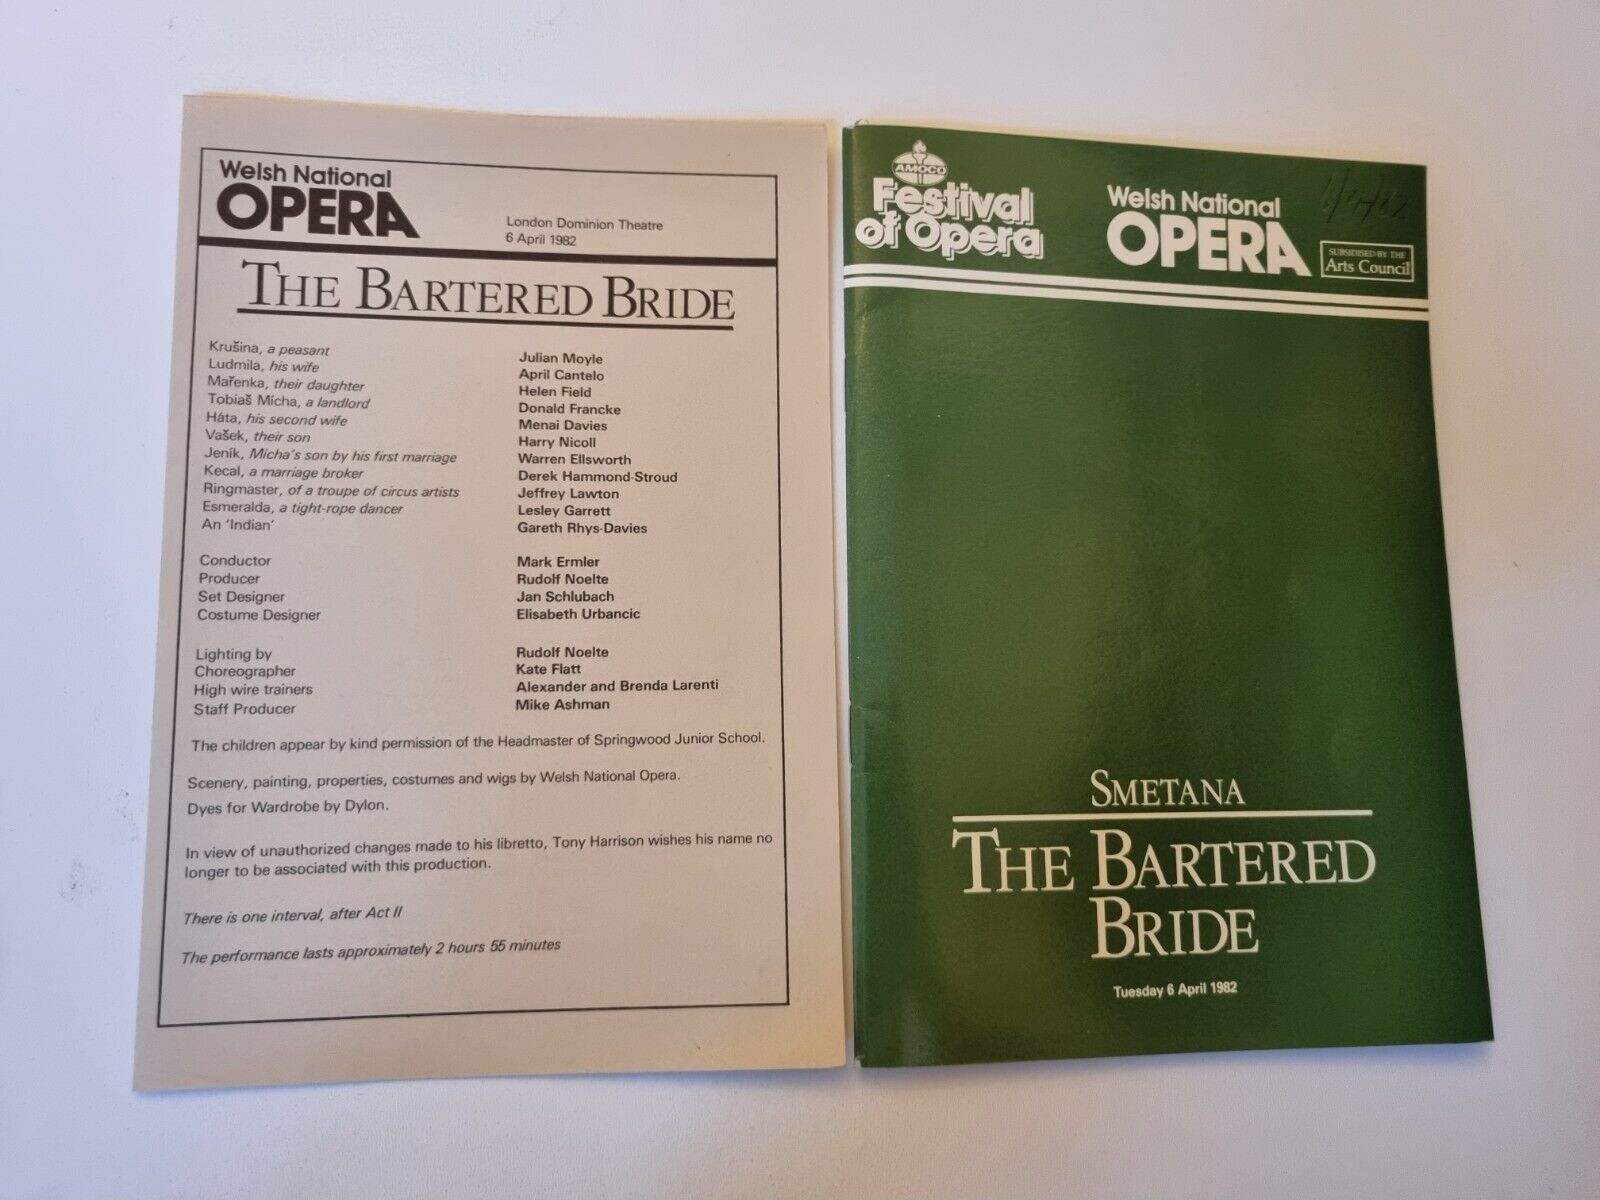 Welsh National
OPERA
London Dominion Theatre
6 April 1982
THE BARTERED BRIDE
Krušina, a peasant Julian Moyle
Ludmila, his wife April Cantelo
Mařenka, their daughter Helen Field
Tobiaš Mícha, a landlord Donald Francke
Háta, his second wife Menai Davies
Vašek, their son Harry Nicoll
Jeník, Micha's son by his first marriage Warren Ellsworth
Kecal, a marriage broker Derek Hammond-Stroud
Ringmaster, of a troupe of circus artists Jeffrey Lawton
Esmeralda, a tight-rope dancer Lesley Garrett
An 'Indian' Gareth Rhys-Davies
Conductor Mark Ermler
Producer Rudolf Noelte
Set Designer Jan Schlubach
Costume Designer Elisabeth Urbancic
Lighting by Rudolf Noelte
Choreographer Kate Flatt
High wire trainers Alexander and Brenda Larenti
Staff Producer Mike Ashman
The children appear by kind permission of the Headmaster of Springwood Junior School.
Scenery, painting, properties, costumes and wigs by Welsh National Opera.
Dyes for Wardrobe by Dylon.
In view of unauthorized changes made to his libretto, Tony Harrison wishes his name no
longer to be associated with this production.
There is one interval, after Act II
The performance lasts approximately 2 hours 55 minutes
AMOCO
Festival
of Opera
Welsh National
OPERA
SUBSIDISED BY THE
Arts Council
SMETANA
THE BARTERED
BRIDE
Tuesday 6 April 1982